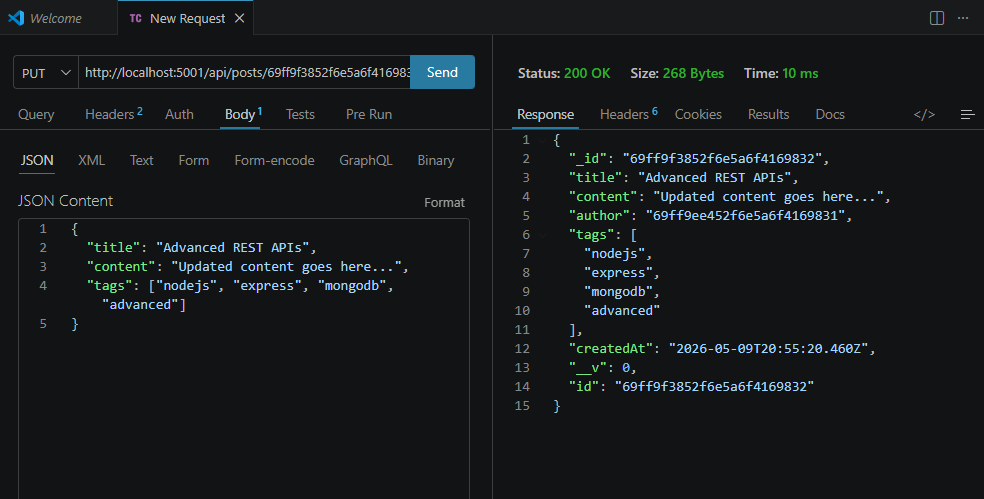 Welcome
TC New Request
PUT
http://localhost:5001/api/posts/69ff9f3852f6e5a6f416983
Send
Query Headers 2 Auth Body 1 Tests Pre Run
JSON XML Text Form Form-encode GraphQL Binary
JSON Content
Format
1 {
2 "title": "Advanced REST APIs",
3 "content": "Updated content goes here...",
4 "tags": ["nodejs", "express", "mongodb",
"advanced"]
5 }
Status: 200 OK Size: 268 Bytes Time: 10 ms
Response Headers 6 Cookies Results Docs </>
1 {
2 "_id": "69ff9f3852f6e5a6f4169832",
3 "title": "Advanced REST APIs",
4 "content": "Updated content goes here...",
5 "author": "69ff9ee452f6e5a6f4169831",
6 "tags": [
7 "nodejs",
8 "express",
9 "mongodb",
10 "advanced"
11 ],
12 "createdAt": "2026-05-09T20:55:20.460Z",
13 "__v": 0,
14 "id": "69ff9f3852f6e5a6f4169832"
15 }